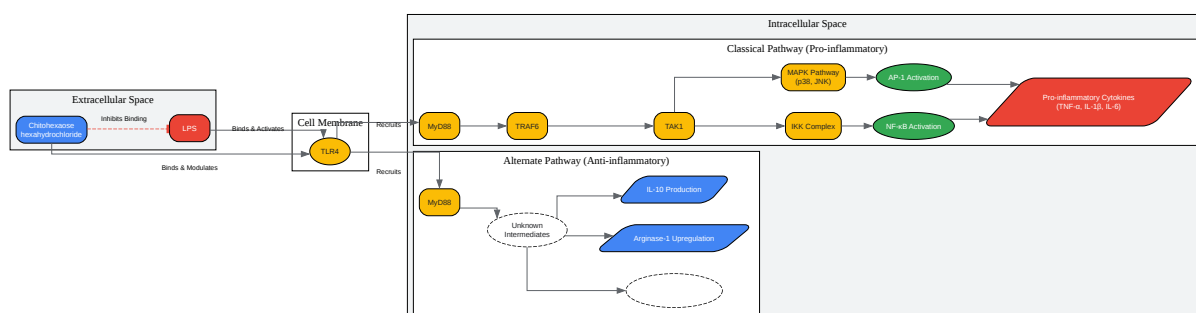 Intracellular Space
Classical Pathway (Pro-inflammatory)
MAPK Pathway
(p38, JNK)
AP-1 Activation
Pro-inflammatory Cytokines
(TNF-α, IL-1β, IL-6)
Extracellular Space
Inhibits Binding
Chitohexaose
hexahydrochloride
LPS
Binds & Activates
Cell Membrane
Recruits
TLR4
MyD88
TRAF6
TAK1
IKK Complex
NF-κB Activation
Binds & Modulates
Recruits
Alternate Pathway (Anti-inflammatory)
MyD88
Unknown
Intermediates
IL-10 Production
Arginase-1 Upregulation